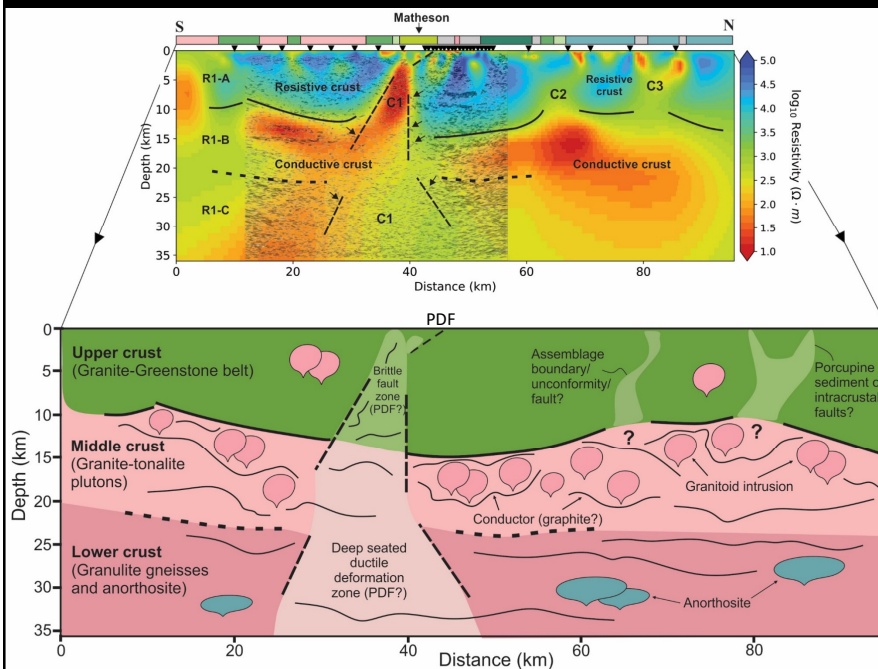 Matheson
S
N
0
5
10
15
20
25
30
35
Depth (km)
R1-A
R1-B
R1-C
Resistive crust
C1
Conductive crust
C1
C2
Resistive
crust
C3
Conductive crust
0
20
40
60
80
Distance (km)
5.0
4.5
4.0
3.5
3.0
2.5
2.0
1.5
1.0
log10 Resistivity (Ω · m)
PDF
0
5
10
15
20
25
30
35
Depth (km)
Upper crust
(Granite-Greenstone belt)
Brittle
fault
zone
(PDF?)
Assemblage
boundary/
unconformity/
fault?
Porcupine
sediment
intracrusta
faults?
Middle crust
(Granite-tonalite
plutons)
?
?
Granitoid intrusion
Conductor (graphite?)
Lower crust
(Granulite gneisses
and anorthosite)
Deep seated
ductile
deformation
zone (PDF?)
Anorthosite
0
20
40
60
80
Distance (km)